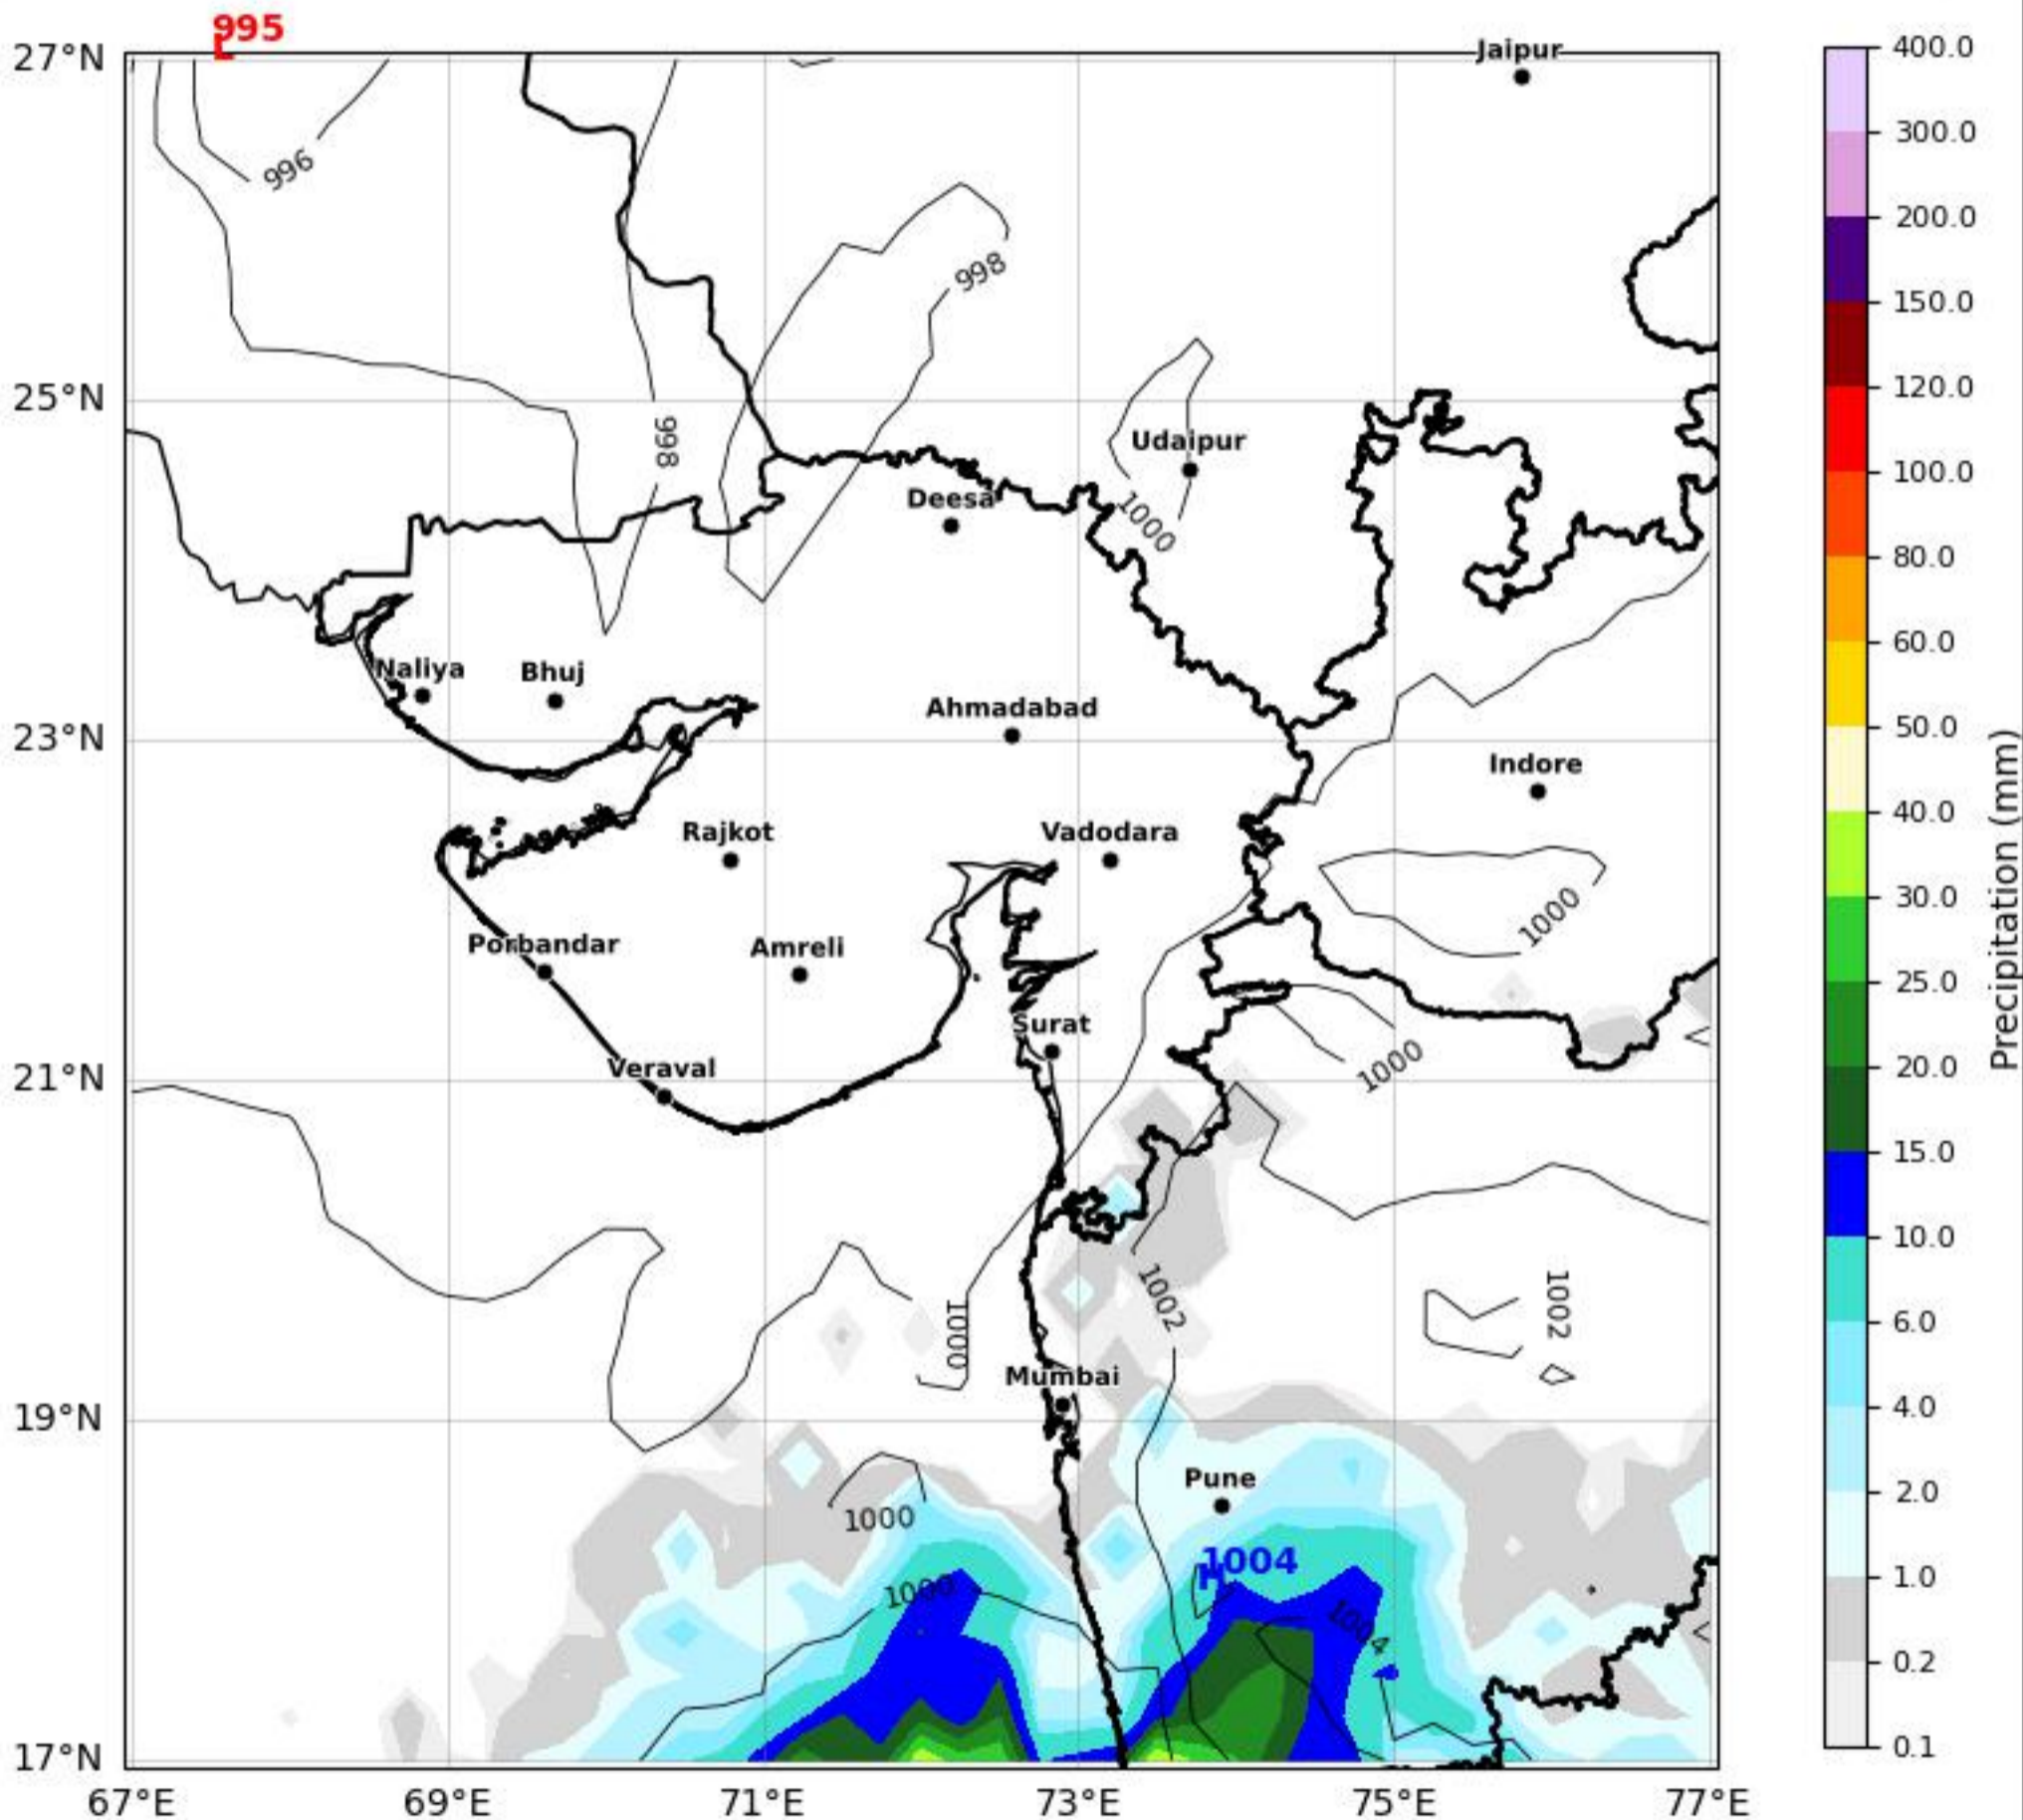 995
L
27°N
25°N
23°N
21°N
19°N
17°N
67°E
69°E
71°E
73°E
75°E
77°E
Jaipur
996
998
998
Udaipur
Deesa
1000
Naliya
Bhuj
Ahmadabad
Indore
Rajkot
Vadodara
1000
Porbandar
Amreli
Surat
1000
Veraval
1002
1002
1000
Mumbai
Pune
1000
1004
H
1000
1004
400.0
300.0
200.0
150.0
120.0
100.0
80.0
60.0
50.0
40.0
30.0
25.0
20.0
15.0
10.0
6.0
4.0
2.0
1.0
0.2
0.1
Precipitation (mm)